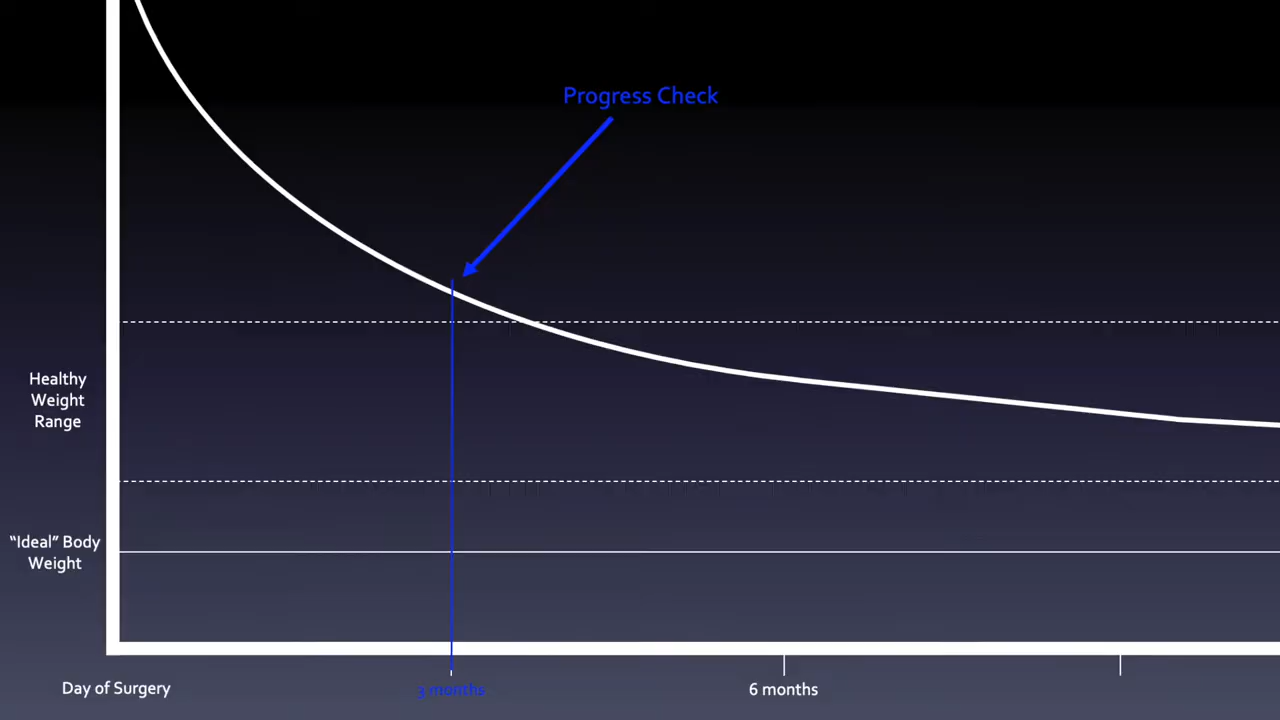 Progress Check
Healthy
Weight
Range
“Ideal” Body
Weight
Day of Surgery
3 months
6 months